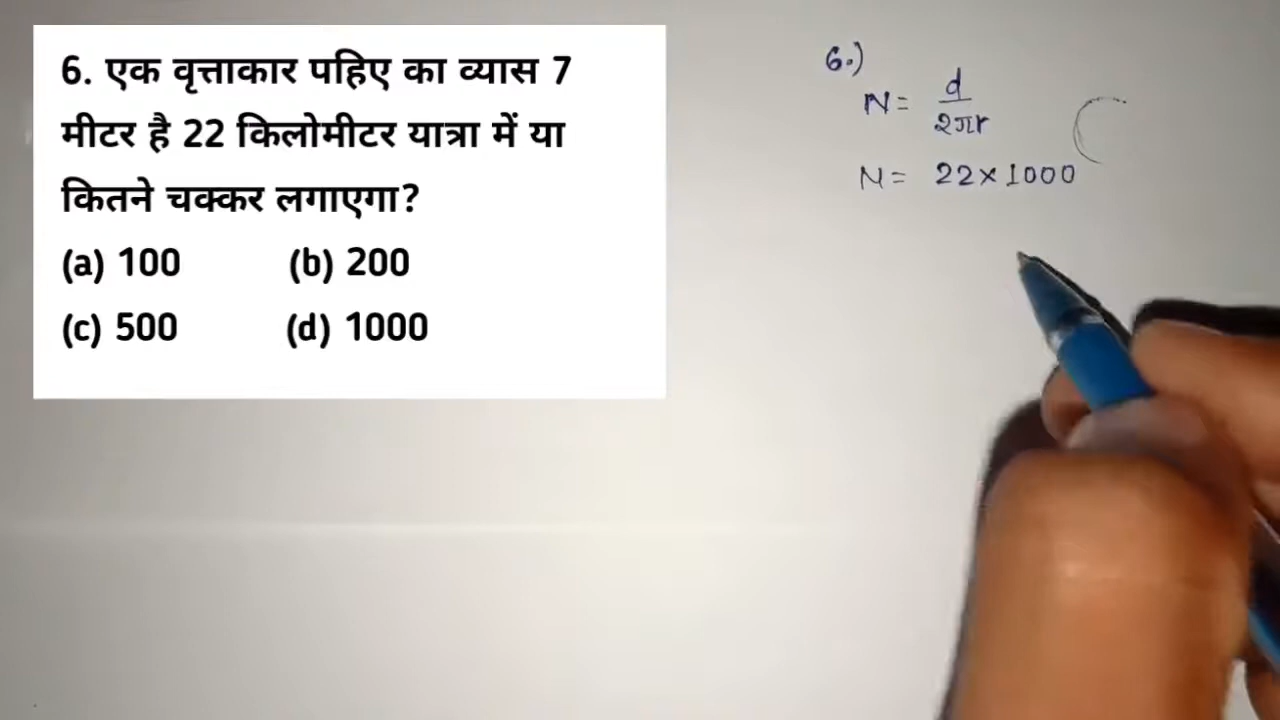 6. एक वृत्ताकार पहिए का व्यास 7
मीटर है 22 किलोमीटर यात्रा में या
कितने चक्कर लगाएगा?
(a) 100 (b) 200
(c) 500 (d) 1000
6.)
N = d
2πr
N = 22 × 1000